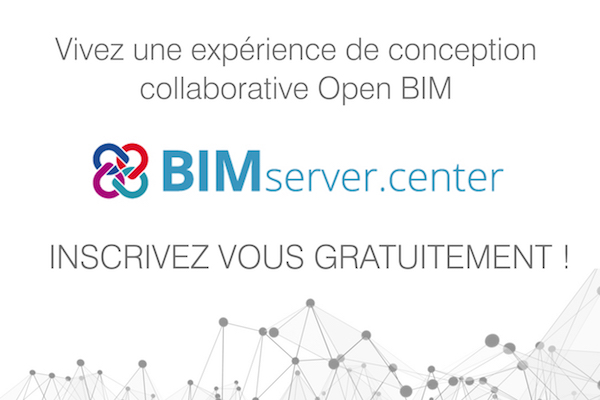 Vivez une expérience de conception
collaborative Open BIM
BIMserver.center
INSCRIVEZ VOUS GRATUITEMENT !